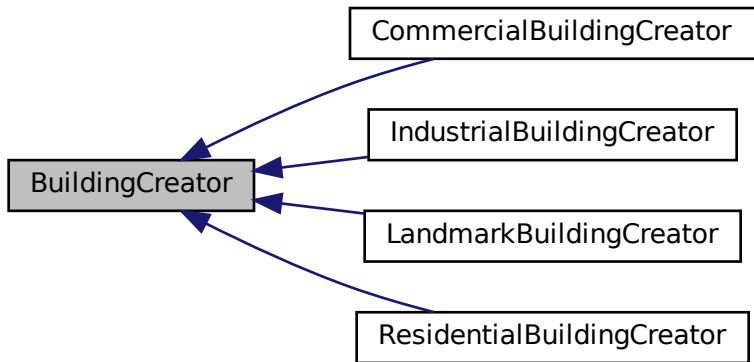 CommercialBuildingCreator
IndustrialBuildingCreator
BuildingCreator
LandmarkBuildingCreator
ResidentialBuildingCreator